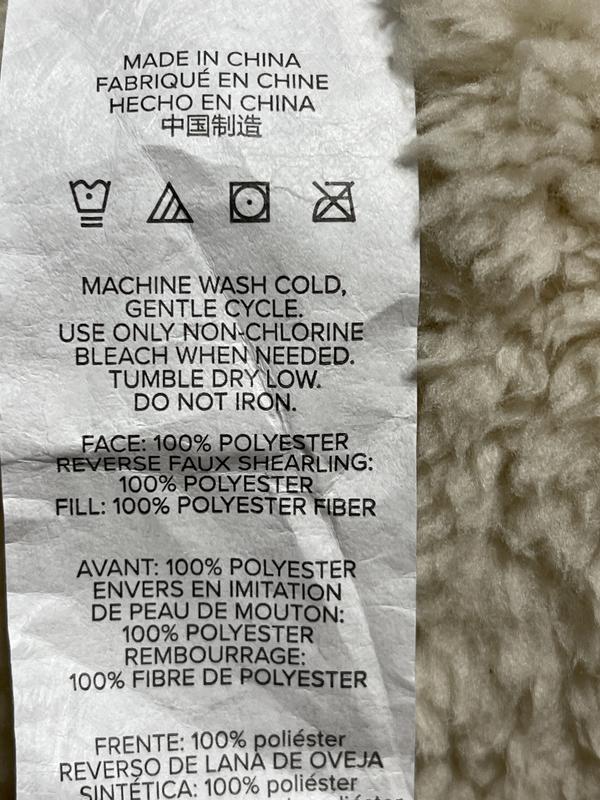 MADE IN CHINA
FABRIQUÉ EN CHINE
HECHO EN CHINA
中国制造
MACHINE WASH COLD,
GENTLE CYCLE.
USE ONLY NON-CHLORINE
BLEACH WHEN NEEDED.
TUMBLE DRY LOW.
DO NOT IRON.
FACE: 100% POLYESTER
REVERSE FAUX SHEARLING:
100% POLYESTER
FILL: 100% POLYESTER FIBER
AVANT: 100% POLYESTER
ENVERS EN IMITATION
DE PEAU DE MOUTON:
100% POLYESTER
REMBOURRAGE:
100% FIBRE DE POLYESTER
FRENTE: 100% poliéster
REVERSO DE LANA DE OVEJA
SINTÉTICA: 100% poliéster